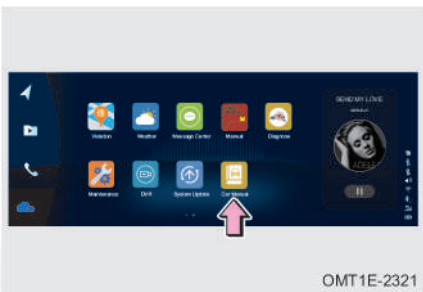 SEND MY LOVE
ADELE
Weather
Message Center
Manual
Diagnose
Maintenance
DVR
System Update
Car Manual
OMT1E-2321